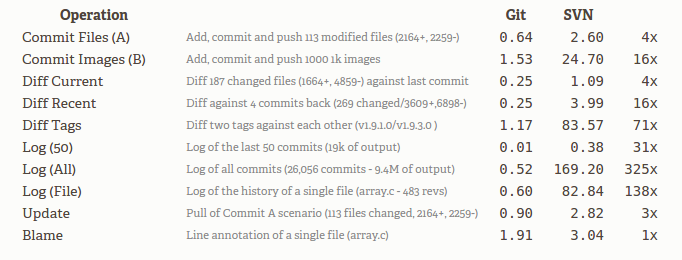 Operation Git SVN
Commit Files (A) Add, commit and push 113 modified files (2164+, 2259-) 0.64 2.60 4x
Commit Images (B) Add, commit and push 1000 1k images 1.53 24.70 16x
Diff Current Diff 187 changed files (1664+, 4859-) against last commit 0.25 1.09 4x
Diff Recent Diff against 4 commits back (269 changed/3609+,6898-) 0.25 3.99 16x
Diff Tags Diff two tags against each other (v1.9.1.0/v1.9.3.0 ) 1.17 83.57 71x
Log (50) Log of the last 50 commits (19k of output) 0.01 0.38 31x
Log (All) Log of all commits (26,056 commits - 9.4M of output) 0.52 169.20 325x
Log (File) Log of the history of a single file (array.c - 483 revs) 0.60 82.84 138x
Update Pull of Commit A scenario (113 files changed, 2164+, 2259-) 0.90 2.82 3x
Blame Line annotation of a single file (array.c) 1.91 3.04 1x